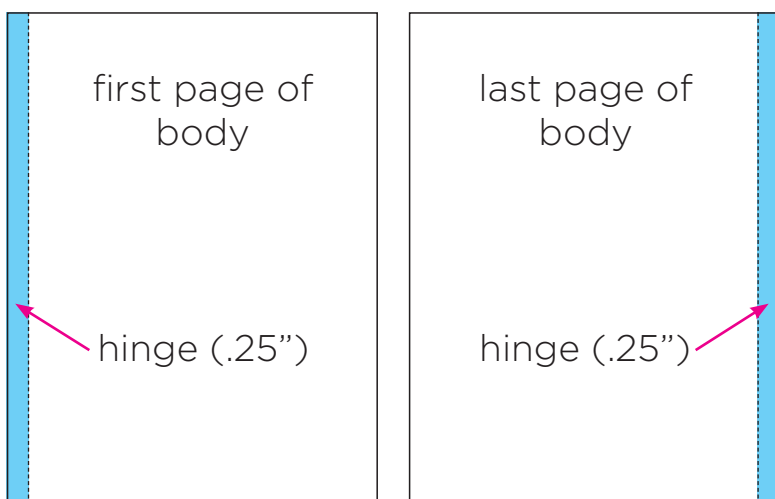 first page of
body
hinge (.25”)
last page of
body
hinge (.25”)